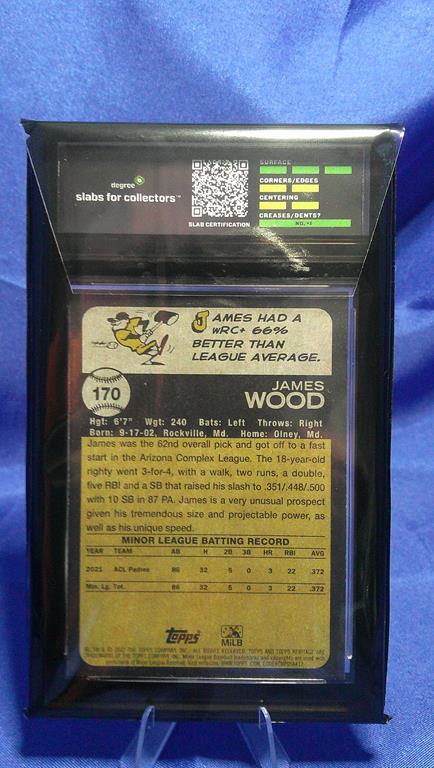 degree
slabs for collectors™
SLAB CERTIFICATION
SURFACE
CORNERS/EDGES
CENTERING
CREASES/DENTS?
JAMES HAD A
wRC+ 66%
BETTER THAN
LEAGUE AVERAGE.
170
JAMES
WOOD
Hgt: 6'7" Wgt: 240 Bats: Left Throws: Right
Born: 9-17-02, Rockville, Md. Home: Olney, Md.
James was the 62nd overall pick and got off to a fast
start in the Arizona Complex League. The 18-year-old
righty went 3-for-4, with a walk, two runs, a double,
five RBI and a SB that raised his slash to .351/.448/.500
with 10 SB in 87 PA. James is a very unusual prospect
given his tremendous size and projectable power, as
well as his unique speed.
MINOR LEAGUE BATTING RECORD
YEAR TEAM AB H 2B 3B HR RBI AVG
2021 ACL Padres 86 32 5 0 3 22 .372
Min. Lg. Tot. 86 32 5 0 3 22 .372
topps
MiLB